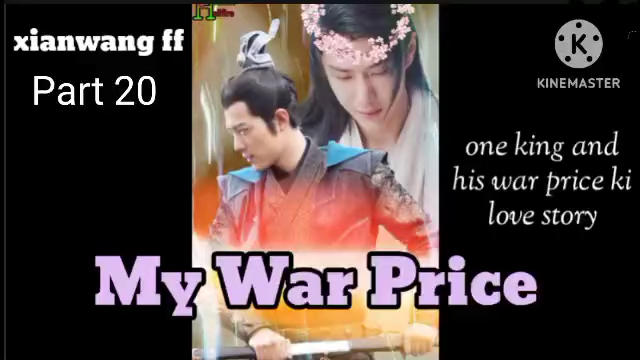 xianwang ff
Part 20
KINEMASTER
one king and
his war price ki
love story
My War Price